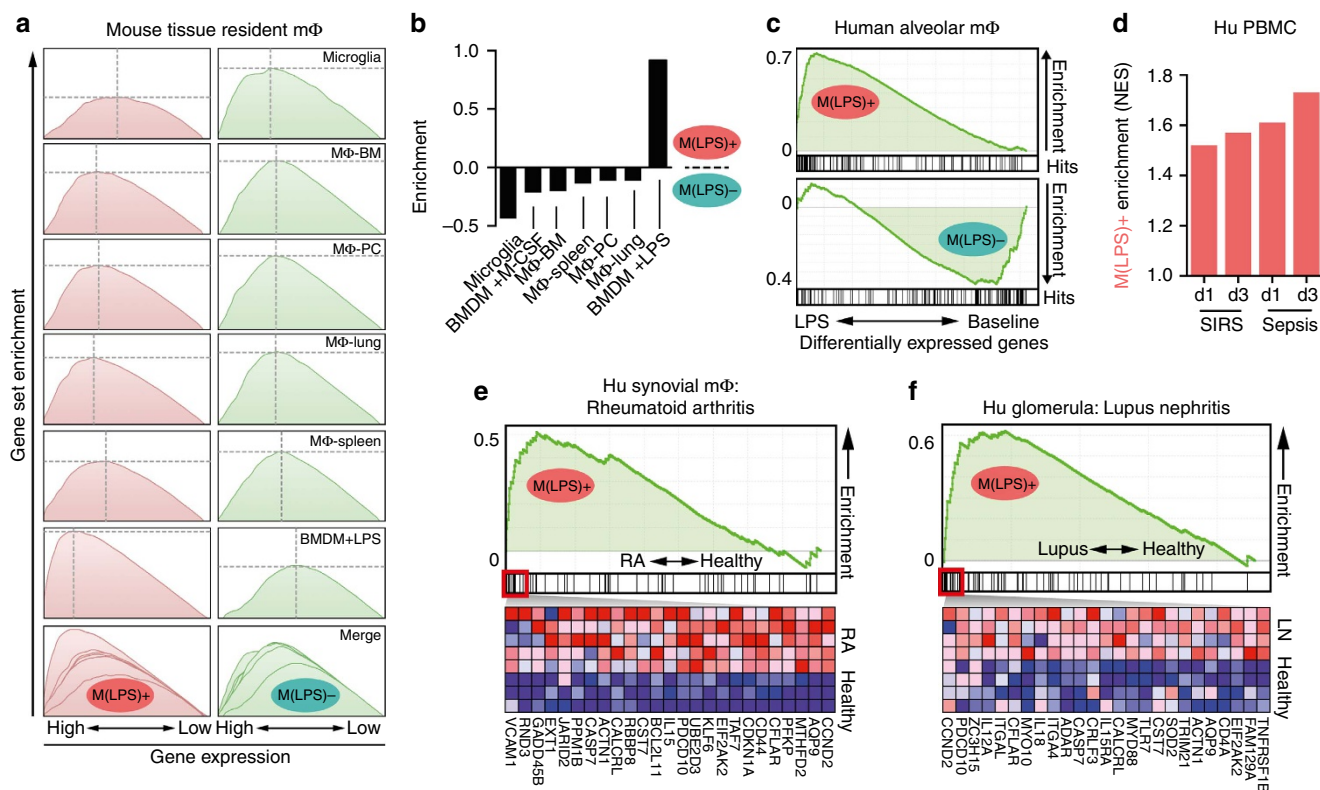 a
Mouse tissue resident mΦ
Gene set enrichment
Microglia
MΦ-BM
MΦ-PC
MΦ-lung
MΦ-spleen
BMDM+LPS
Merge
M(LPS)+
M(LPS)−
High
Low
High
Low
Gene expression
b
Enrichment
1.0
0.5
0.0
−0.5
M(LPS)+
M(LPS)−
Microglia
BMDM +M-CSF
MΦ-BM
MΦ-spleen
MΦ-PC
MΦ-lung
BMDM +LPS
c
Human alveolar mΦ
0.7
M(LPS)+
0
Enrichment
Hits
0
M(LPS)−
0.4
Enrichment
Hits
LPS
Baseline
Differentially expressed genes
d
Hu PBMC
M(LPS)+ enrichment (NES)
1.8
1.6
1.4
1.2
1.0
d1
d3
d1
d3
SIRS
Sepsis
e
Hu synovial mΦ:
Rheumatoid arthritis
0.5
M(LPS)+
0
RA
Healthy
Enrichment
RA
Healthy
VCAM1
RND3
GADD45B
EXT1
JARID2
PPM1B
CASP7
ACTN1
CALCRL
RBBP8
CST7
BCL2L11
IL15
PDCD10
UBE2D3
KLF6
EIF2AK2
TAF7
CDKN1A
CD44
CFLAR
PFKP
MTHFD2
AQP9
CCND2
f
Hu glomerula: Lupus nephritis
0.6
M(LPS)+
0
Lupus
Healthy
Enrichment
LN
Healthy
CCND2
PDCD10
ZC3H15
IL12A
ITGAL
CFLAR
MYO10
IL18
ITGA4
ADAR
CASP7
CRLF3
IL15RA
CALCRL
MYD88
TLR7
CST7
SOD2
TRIM21
ACTN1
AQP9
CD4A
EIF2AK2
FAM129A
TNFRSF1B